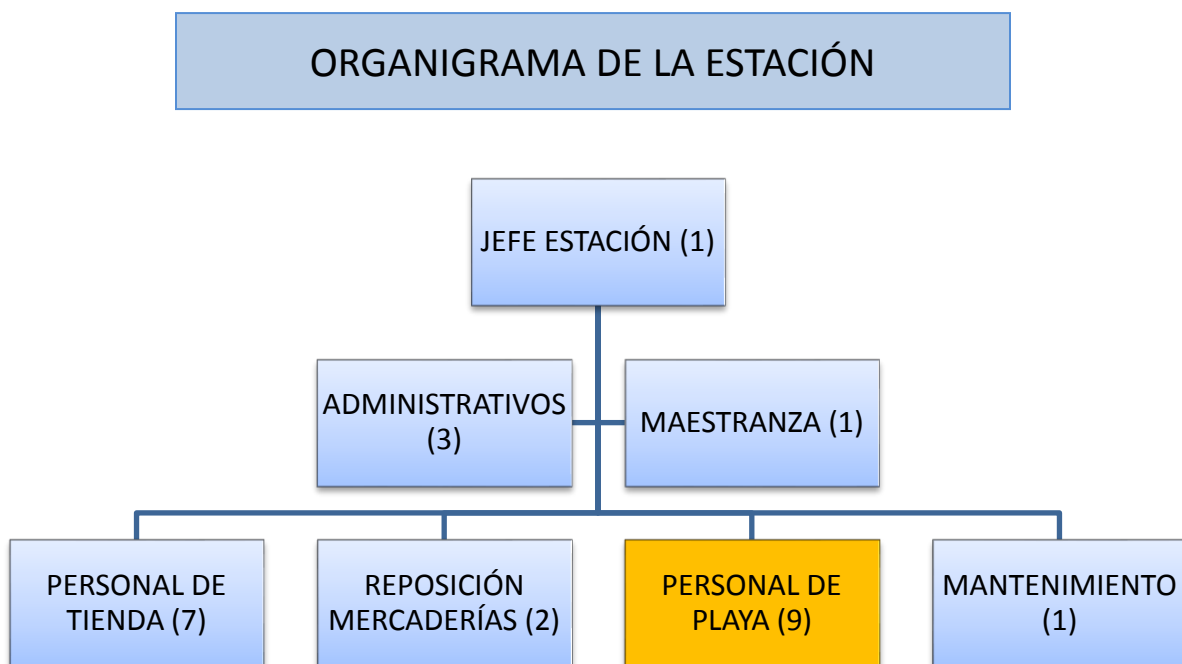 ORGANIGRAMA DE LA ESTACIÓN
JEFE ESTACIÓN (1)
ADMINISTRATIVOS
(3)
MAESTRANZA (1)
PERSONAL DE
TIENDA (7)
REPOSICIÓN
MERCADERÍAS (2)
PERSONAL DE
PLAYA (9)
MANTENIMIENTO
(1)